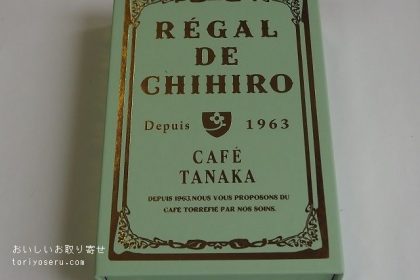 RÉGAL
DE
CHIHIRO
Depuis 1963
CAFÉ
TANAKA
DEPUIS 1963.NOUS VOUS PROPOSONS DU
CAFE TORREFIE PAR NOS SOINS.
おいしいお取り寄せ
toriyoseru.com